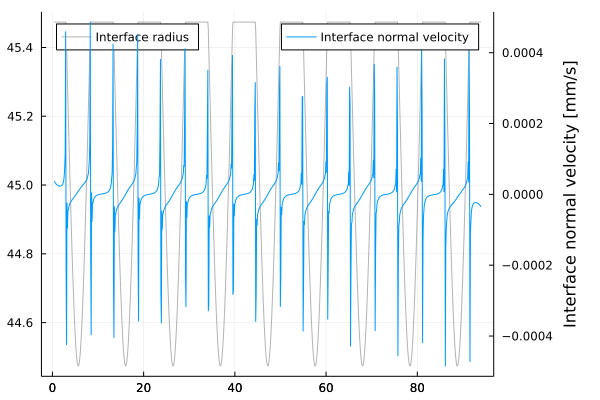 Interface radius
Interface normal velocity
45.4
45.2
45.0
44.8
44.6
0.0004
0.0002
0.0000
−0.0002
−0.0004
Interface normal velocity [mm/s]
0 20 40 60 80